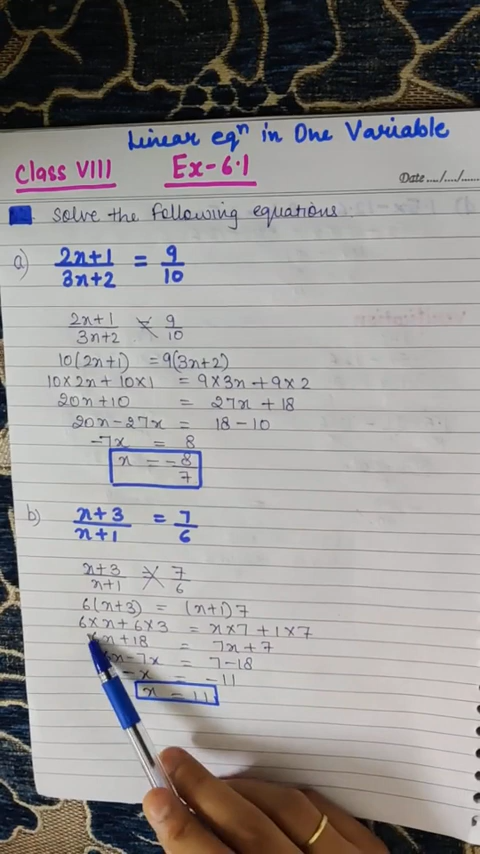 Linear eqⁿ in One Variable
Class VIII Ex-6.1
Date ..../..../......
Solve the following equations.
a) 2x+1/3x+2 = 9/10
2x+1/3x+2 = 9/10
10(2x+1) = 9(3x+2)
10×2x+10×1 = 9×3x+9×2
20x+10 = 27x+18
20x-27x = 18-10
-7x = 8
x = -8/7
b) x+3/x+1 = 7/6
x+3/x+1 = 7/6
6(x+3) = (x+1)7
6×x+6×3 = x×7+1×7
6x+18 = 7x+7
x-7x = 7-18
-x = -11
x = 11